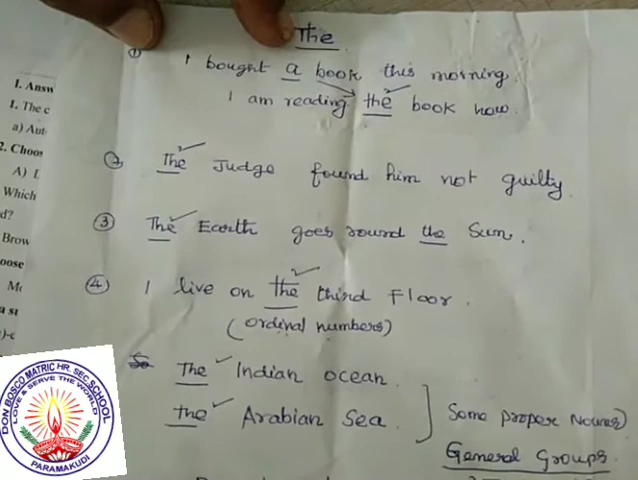 The
① I bought a book this morning.
I am reading the book now.
② The Judge found him not guilty.
③ The Earth goes round the Sun.
④ I live on the third Floor.
(ordinal numbers)
The Indian ocean.
the Arabian Sea.
Some proper Nouns)
General Groups.
I. Answ
1. The c
a) Aut
2. Choos
A) I
Which
d?
Brow
oose
DON BOSCO MATRIC HR. SEC SCHOOL
LOVE & SERVE THE WORLD
PARAMAKUDI